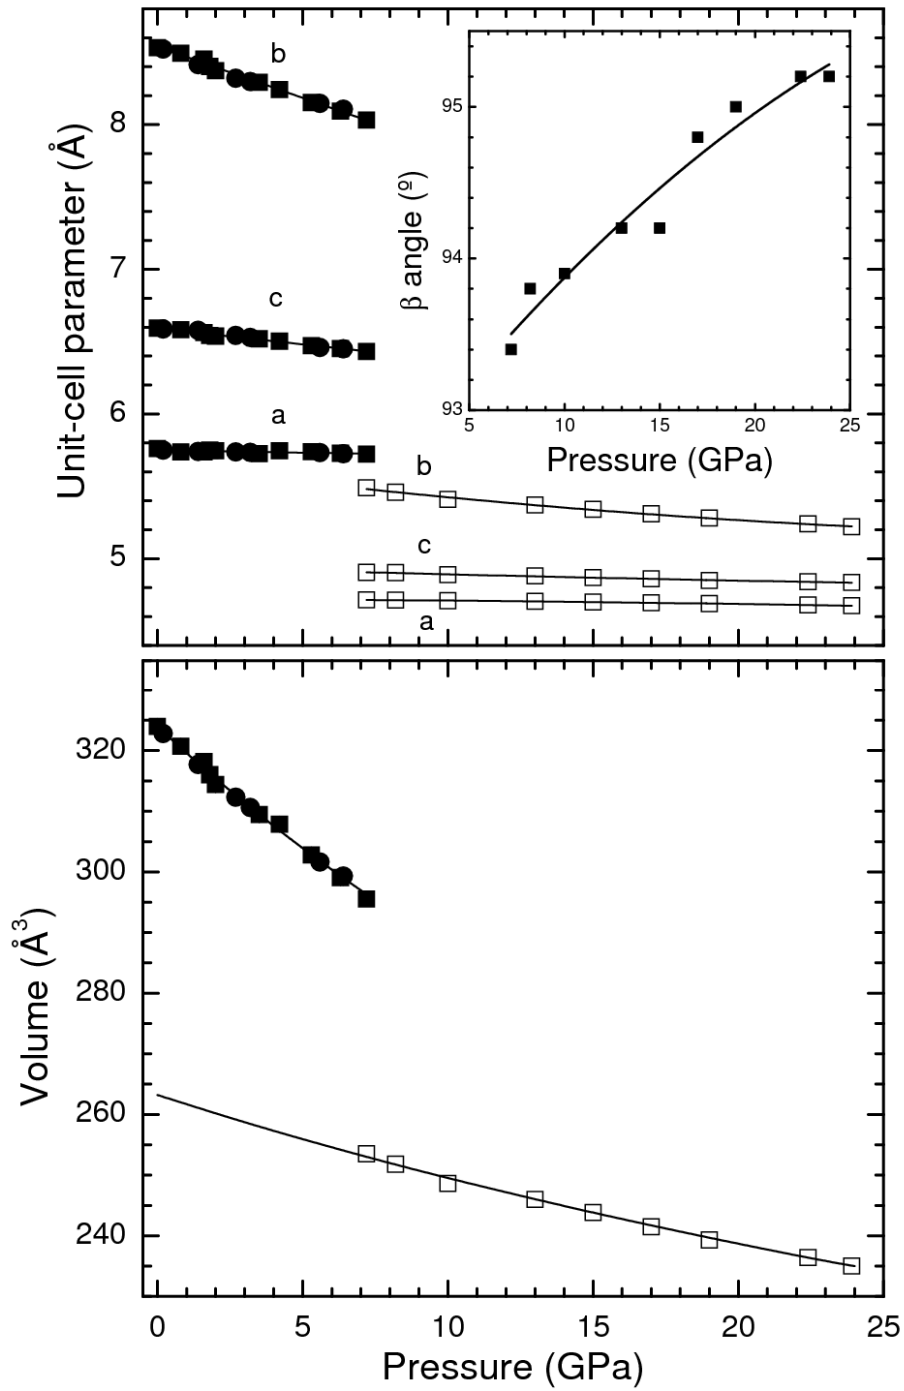 Unit-cell parameter (Å)
8
7
6
5
b
c
a
b
c
a
β angle (º)
95
94
93
5 10 15 20 25
Pressure (GPa)
Volume (Å³)
320
300
280
260
240
0 5 10 15 20 25
Pressure (GPa)